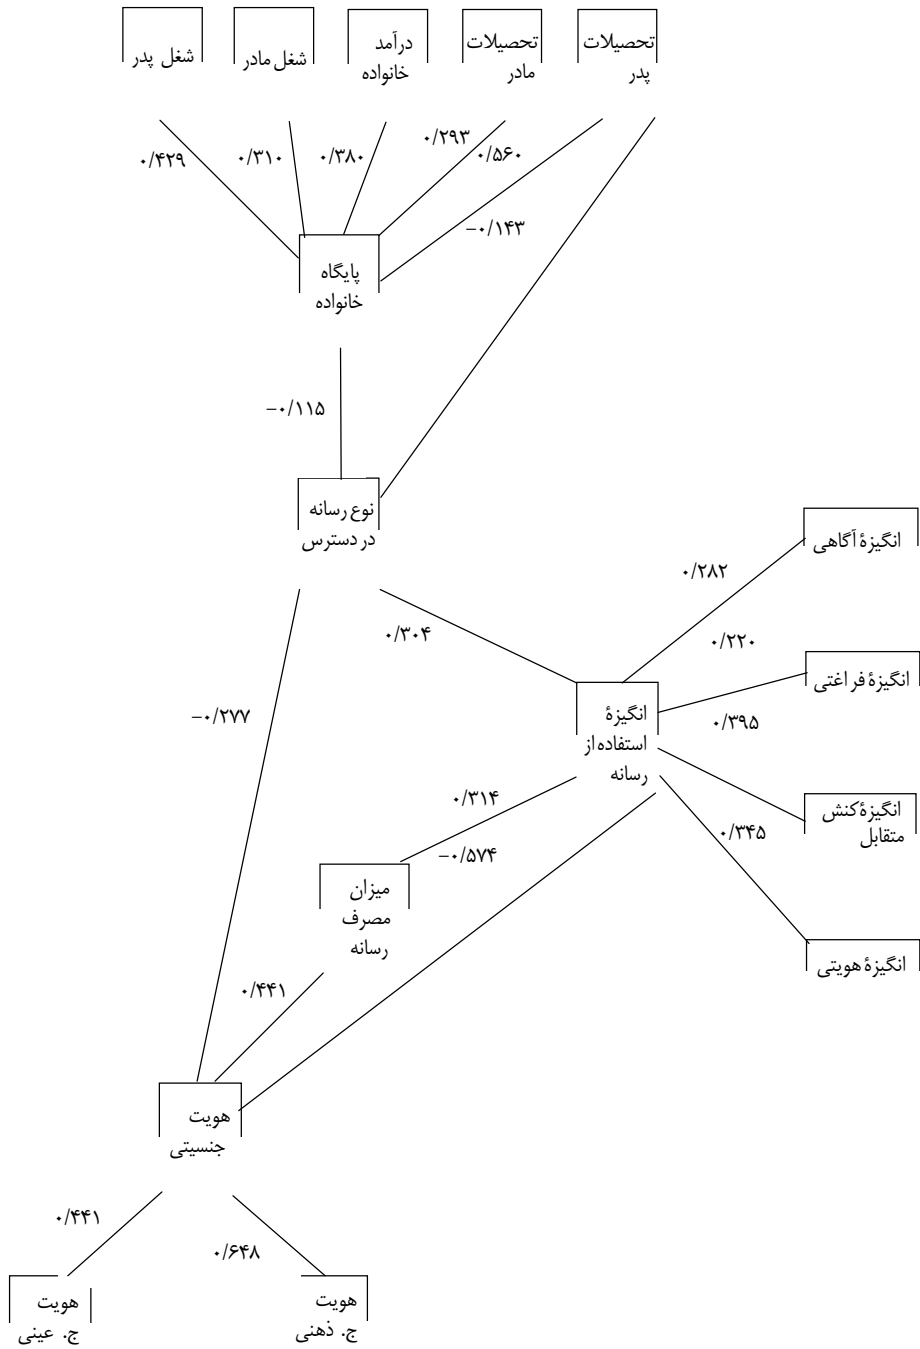 تحصیلات
پدر
تحصیلات
مادر
درآمد
خانواده
شغل مادر
شغل پدر
۰/۲۹۳
۰/۵۶۰
۰/۳۸۰
۰/۳۱۰
۰/۴۲۹
−۰/۱۴۳
پایگاه
خانواده
−۰/۱۱۵
نوع رسانه
در دسترس
انگیزهٔ آگاهی
۰/۲۸۲
۰/۳۰۴
۰/۲۲۰
انگیزهٔ فراغتی
انگیزهٔ
استفاده از
رسانه
۰/۳۹۵
−۰/۲۷۷
۰/۳۱۴
انگیزهٔ کنش
متقابل
۰/۳۴۵
−۰/۵۷۴
میزان
مصرف
رسانه
انگیزهٔ هویتی
۰/۴۴۱
هویت
جنسیتی
۰/۴۴۱
۰/۶۴۸
هویت
ج. ذهنی
هویت
ج. عینی